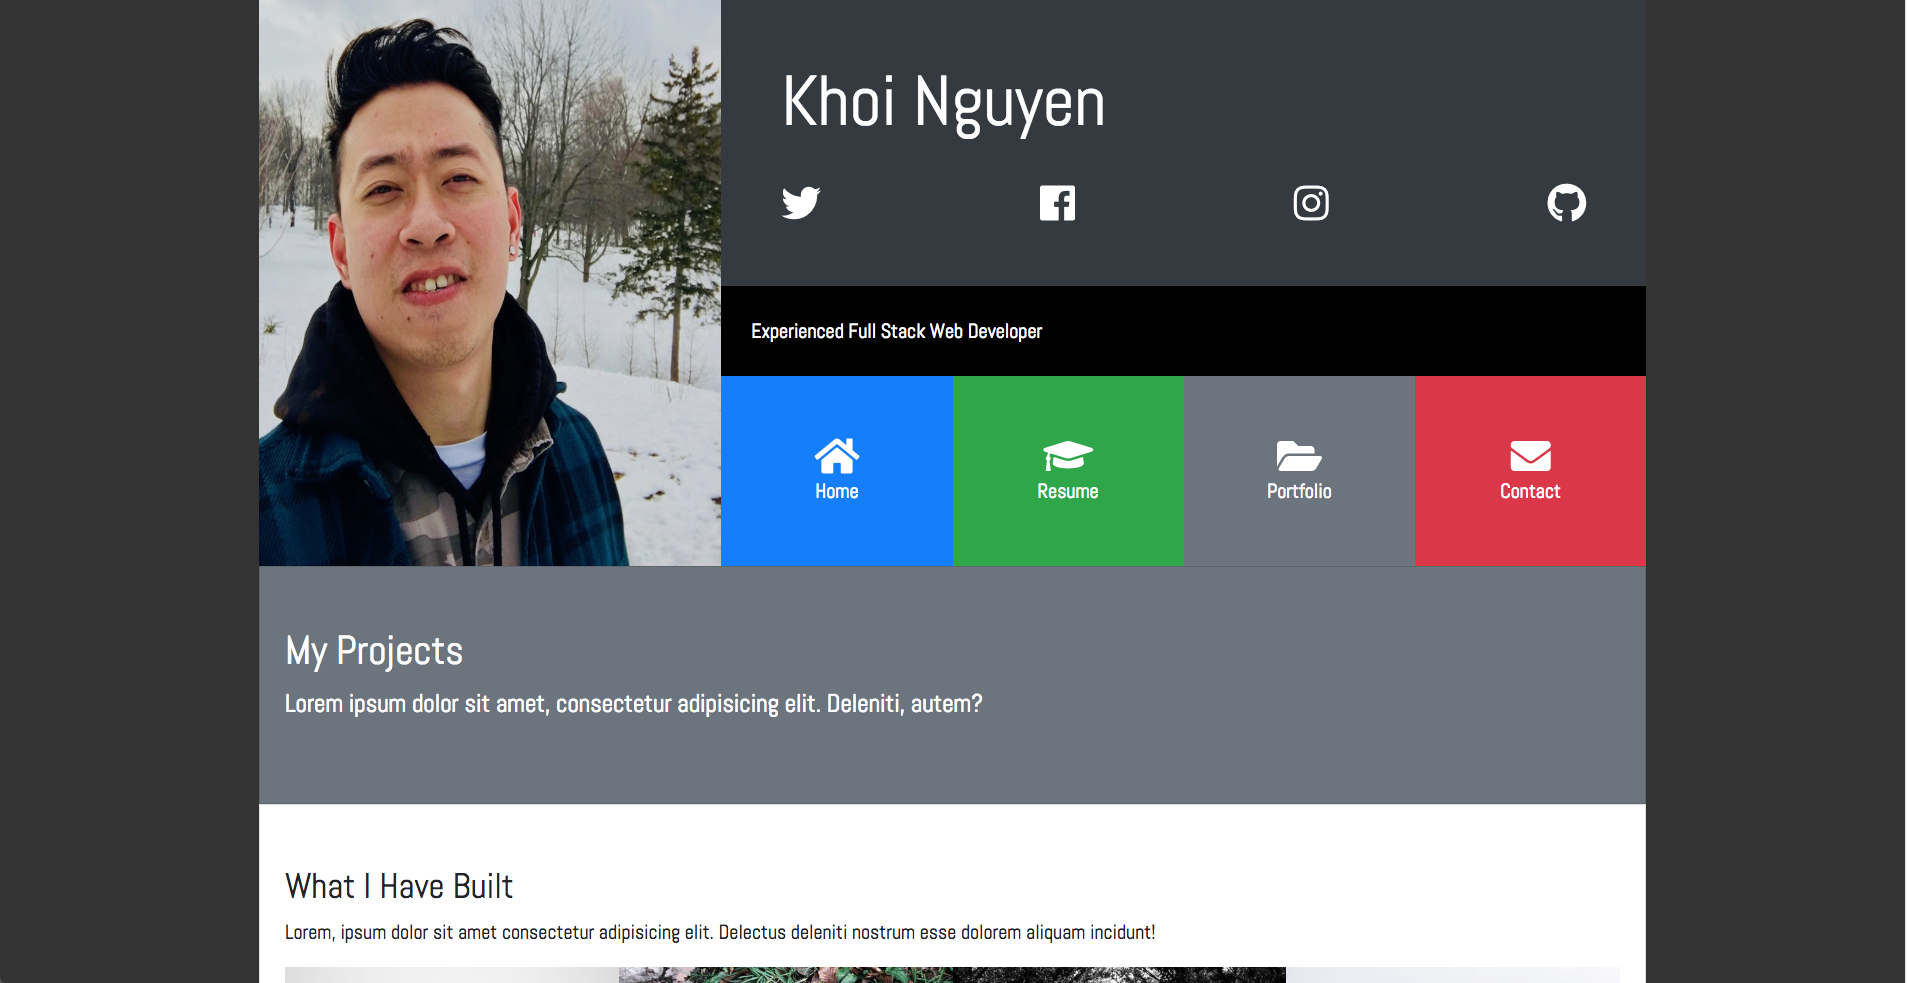 Khoi Nguyen
Experienced Full Stack Web Developer
Home
Resume
Portfolio
Contact
My Projects
Lorem ipsum dolor sit amet, consectetur adipisicing elit. Deleniti, autem?
What I Have Built
Lorem, ipsum dolor sit amet consectetur adipisicing elit. Delectus deleniti nostrum esse dolorem aliquam incidunt!